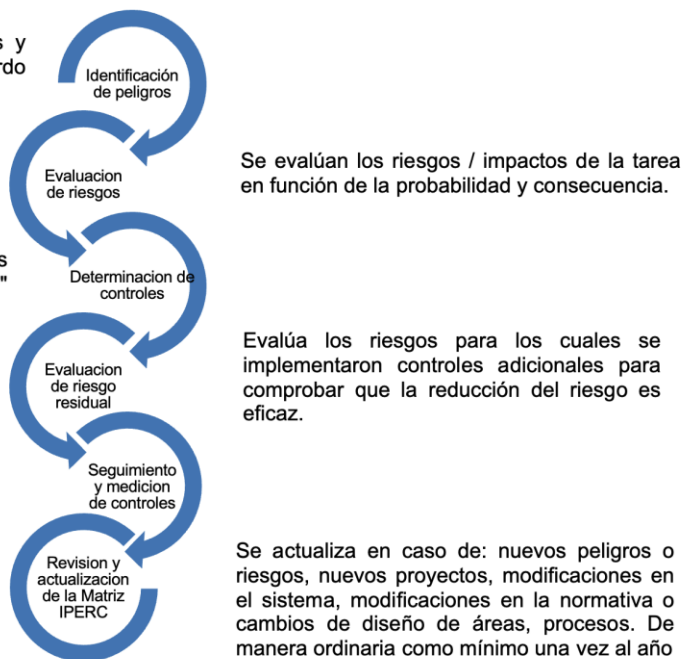 s y
rdo
Identificación
de peligros
Evaluacion
de riesgos
Se evalúan los riesgos / impactos de la tarea
en función de la probabilidad y consecuencia.
s
"
Determinacion de
controles
Evaluacion
de riesgo
residual
Evalúa los riesgos para los cuales se
implementaron controles adicionales para
comprobar que la reducción del riesgo es
eficaz.
Seguimiento
y medicion
de controles
Revision y
actualizacion
de la Matriz
IPERC
Se actualiza en caso de: nuevos peligros o
riesgos, nuevos proyectos, modificaciones en
el sistema, modificaciones en la normativa o
cambios de diseño de áreas, procesos. De
manera ordinaria como mínimo una vez al año